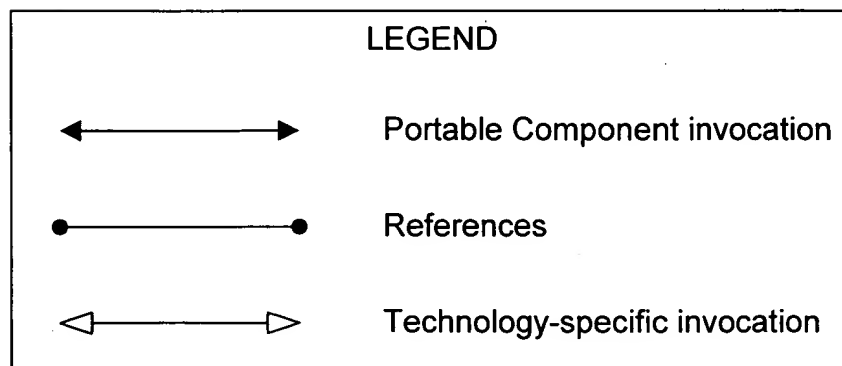 LEGEND
Portable Component invocation
References
Technology-specific invocation